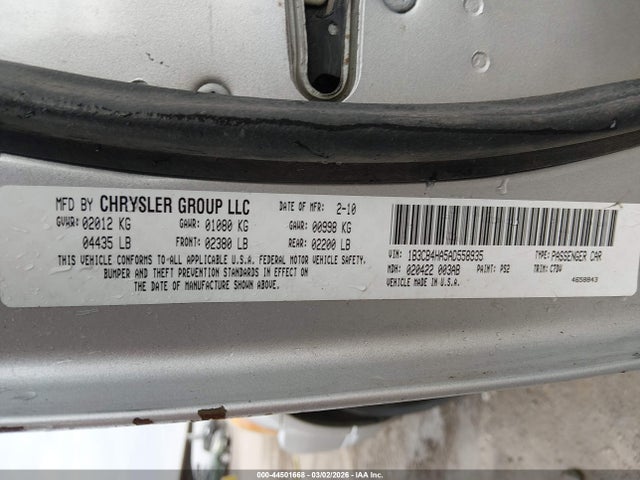 MFD BY CHRYSLER GROUP LLC DATE OF MFR 2-10
GVWR: 02012 KG GAWR: 01080 KG GAWR: 00998 KG
04435 LB FRONT: 02380 LB REAR: 02200 LB
THIS VEHICLE CONFORMS TO ALL APPLICABLE U.S.A. FEDERAL MOTOR VEHICLE SAFETY,
BUMPER AND THEFT PREVENTION STANDARDS IN EFFECT ON
THE DATE OF MANUFACTURE SHOWN ABOVE.
VIN: 1B3CB4HA5AD558935 TYPE: PASSENGER CAR
MDH: 020422 003AB PAINT: PS2 TRIM: C7DV
VEHICLE MADE IN U.S.A. 4658843
000-44501668 - 03/02/2026 - IAA Inc.